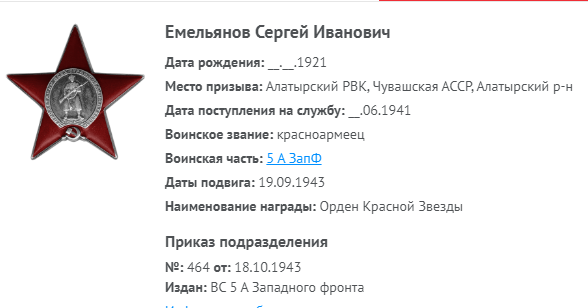 Емельянов Сергей Иванович
Дата рождения: __.__.1921
Место призыва: Алатырский РВК, Чувашская АССР, Алатырский р-н
Дата поступления на службу: __.06.1941
Воинское звание: красноармеец
Воинская часть: 5 А ЗапФ
Даты подвига: 19.09.1943
Наименование награды: Орден Красной Звезды
Приказ подразделения
№: 464 от: 18.10.1943
Издан: ВС 5 А Западного фронта